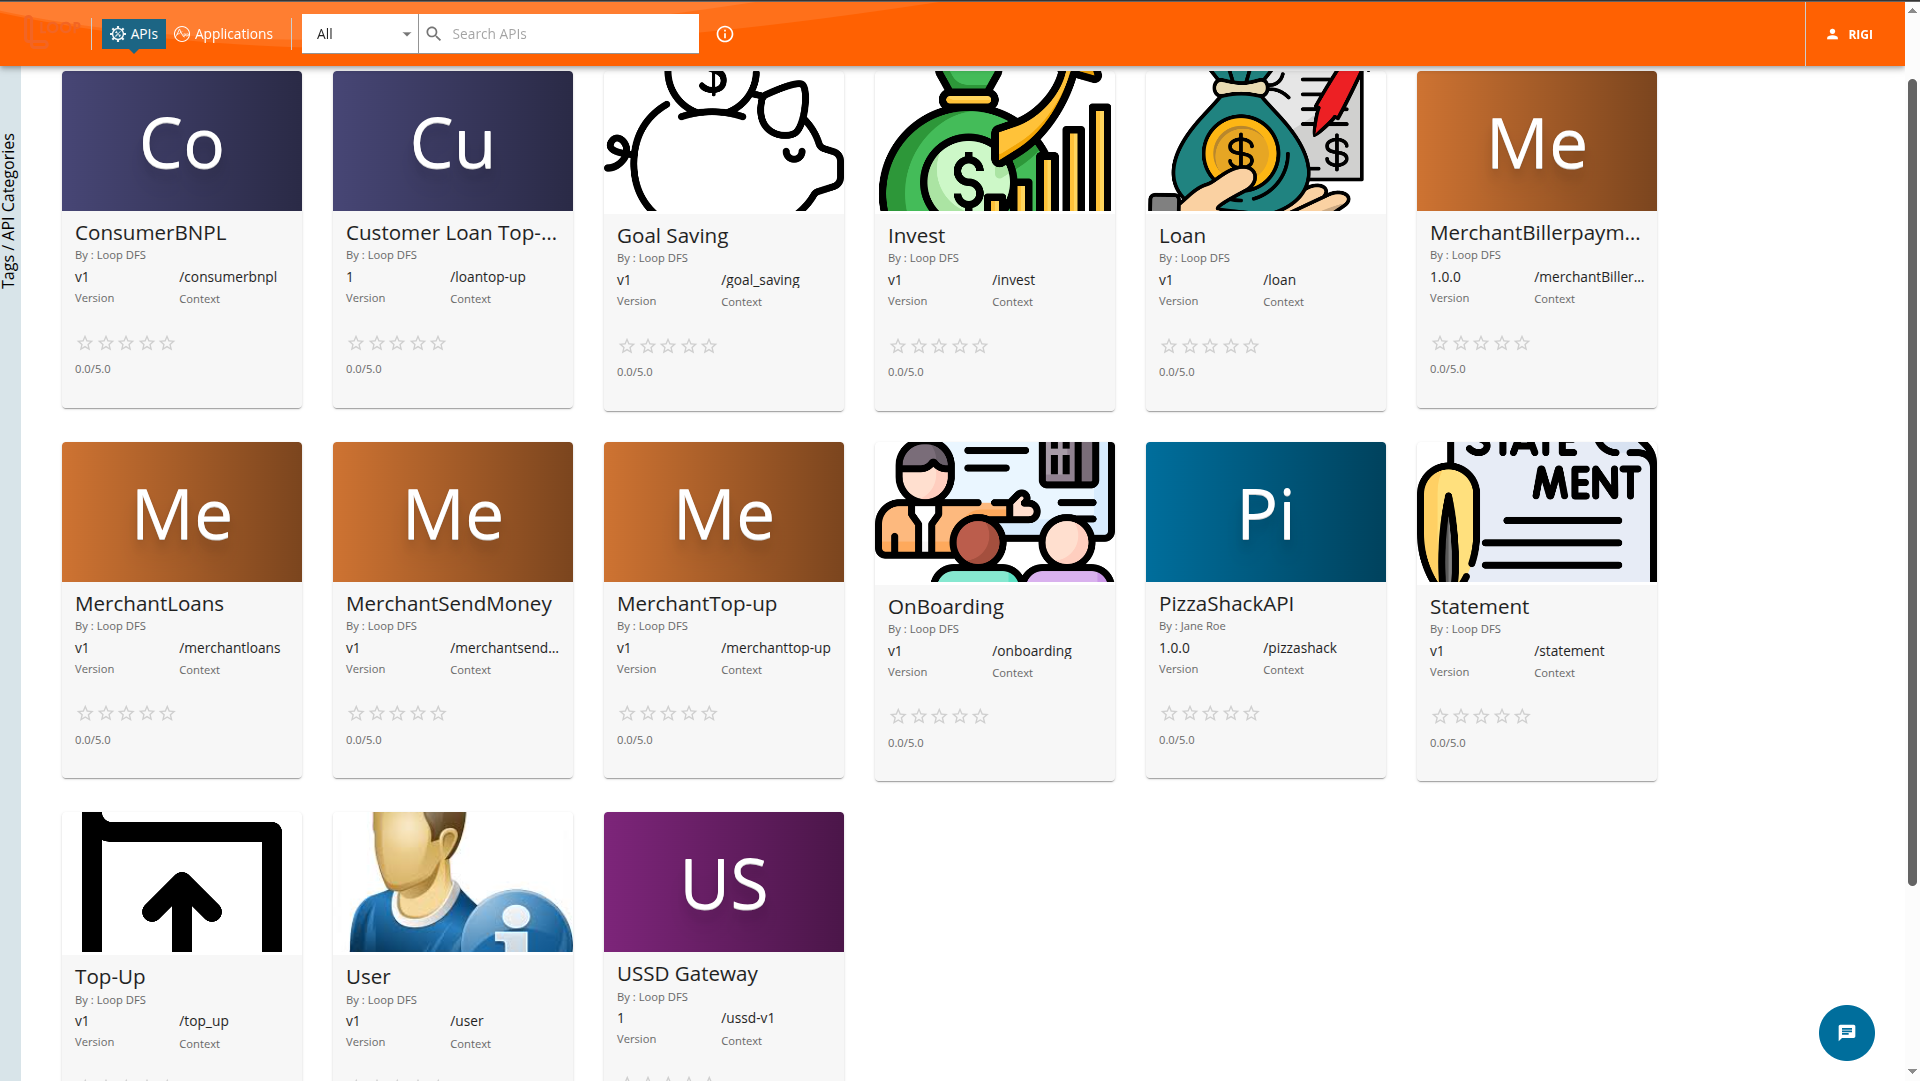 APIs
Applications
All
Search APIs
RIGI
Tags / API Categories
Co
ConsumerBNPL
By : Loop DFS
v1 /consumerbnpl
Version Context
0.0/5.0
Cu
Customer Loan Top-...
By : Loop DFS
1 /loantop-up
Version Context
0.0/5.0
$
Goal Saving
By : Loop DFS
v1 /goal_saving
Version Context
0.0/5.0
$
Invest
By : Loop DFS
v1 /invest
Version Context
0.0/5.0
$ $
Loan
By : Loop DFS
v1 /loan
Version Context
0.0/5.0
Me
MerchantBillerpaym...
By : Loop DFS
1.0.0 /merchantBiller...
Version Context
0.0/5.0
Me
MerchantLoans
By : Loop DFS
v1 /merchantloans
Version Context
0.0/5.0
Me
MerchantSendMoney
By : Loop DFS
v1 /merchantsend...
Version Context
0.0/5.0
Me
MerchantTop-up
By : Loop DFS
v1 /merchanttop-up
Version Context
0.0/5.0
OnBoarding
By : Loop DFS
v1 /onboarding
Version Context
0.0/5.0
Pi
PizzaShackAPI
By : Jane Roe
1.0.0 /pizzashack
Version Context
0.0/5.0
STATE
MENT
Statement
By : Loop DFS
v1 /statement
Version Context
0.0/5.0
Top-Up
By : Loop DFS
v1 /top_up
Version Context
User
By : Loop DFS
v1 /user
Version Context
US
USSD Gateway
By : Loop DFS
1 /ussd-v1
Version Context